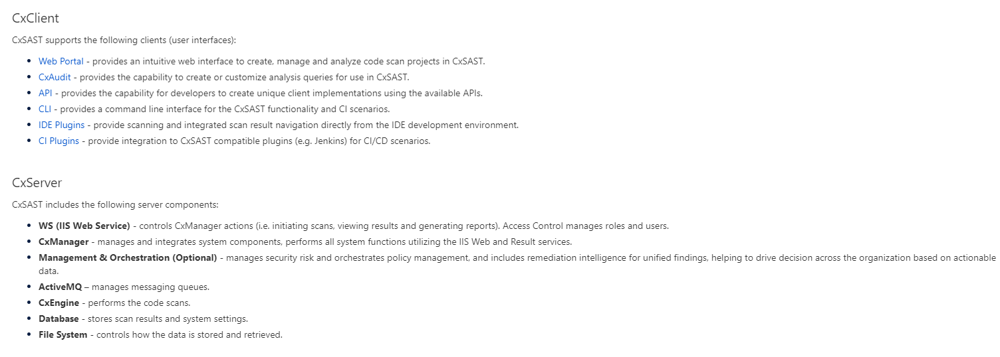 CxClient
CxSAST supports the following clients (user interfaces):
• Web Portal - provides an intuitive web interface to create, manage and analyze code scan projects in CxSAST.
• CxAudit - provides the capability to create or customize analysis queries for use in CxSAST.
• API - provides the capability for developers to create unique client implementations using the available APIs.
• CLI - provides a command line interface for the CxSAST functionality and CI scenarios.
• IDE Plugins - provide scanning and integrated scan result navigation directly from the IDE development environment.
• CI Plugins - provide integration to CxSAST compatible plugins (e.g. Jenkins) for CI/CD scenarios.
CxServer
CxSAST includes the following server components:
• WS (IIS Web Service) - controls CxManager actions (i.e. initiating scans, viewing results and generating reports). Access Control manages roles and users.
• CxManager - manages and integrates system components, performs all system functions utilizing the IIS Web and Result services.
• Management & Orchestration (Optional) - manages security risk and orchestrates policy management, and includes remediation intelligence for unified findings, helping to drive decision across the organization based on actionable
data.
• ActiveMQ – manages messaging queues.
• CxEngine - performs the code scans.
• Database - stores scan results and system settings.
• File System - controls how the data is stored and retrieved.